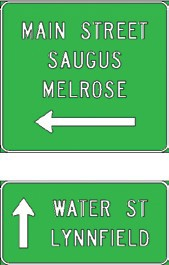 MAIN STREET
SAUGUS
MELROSE
WATER ST
LYNNFIELD